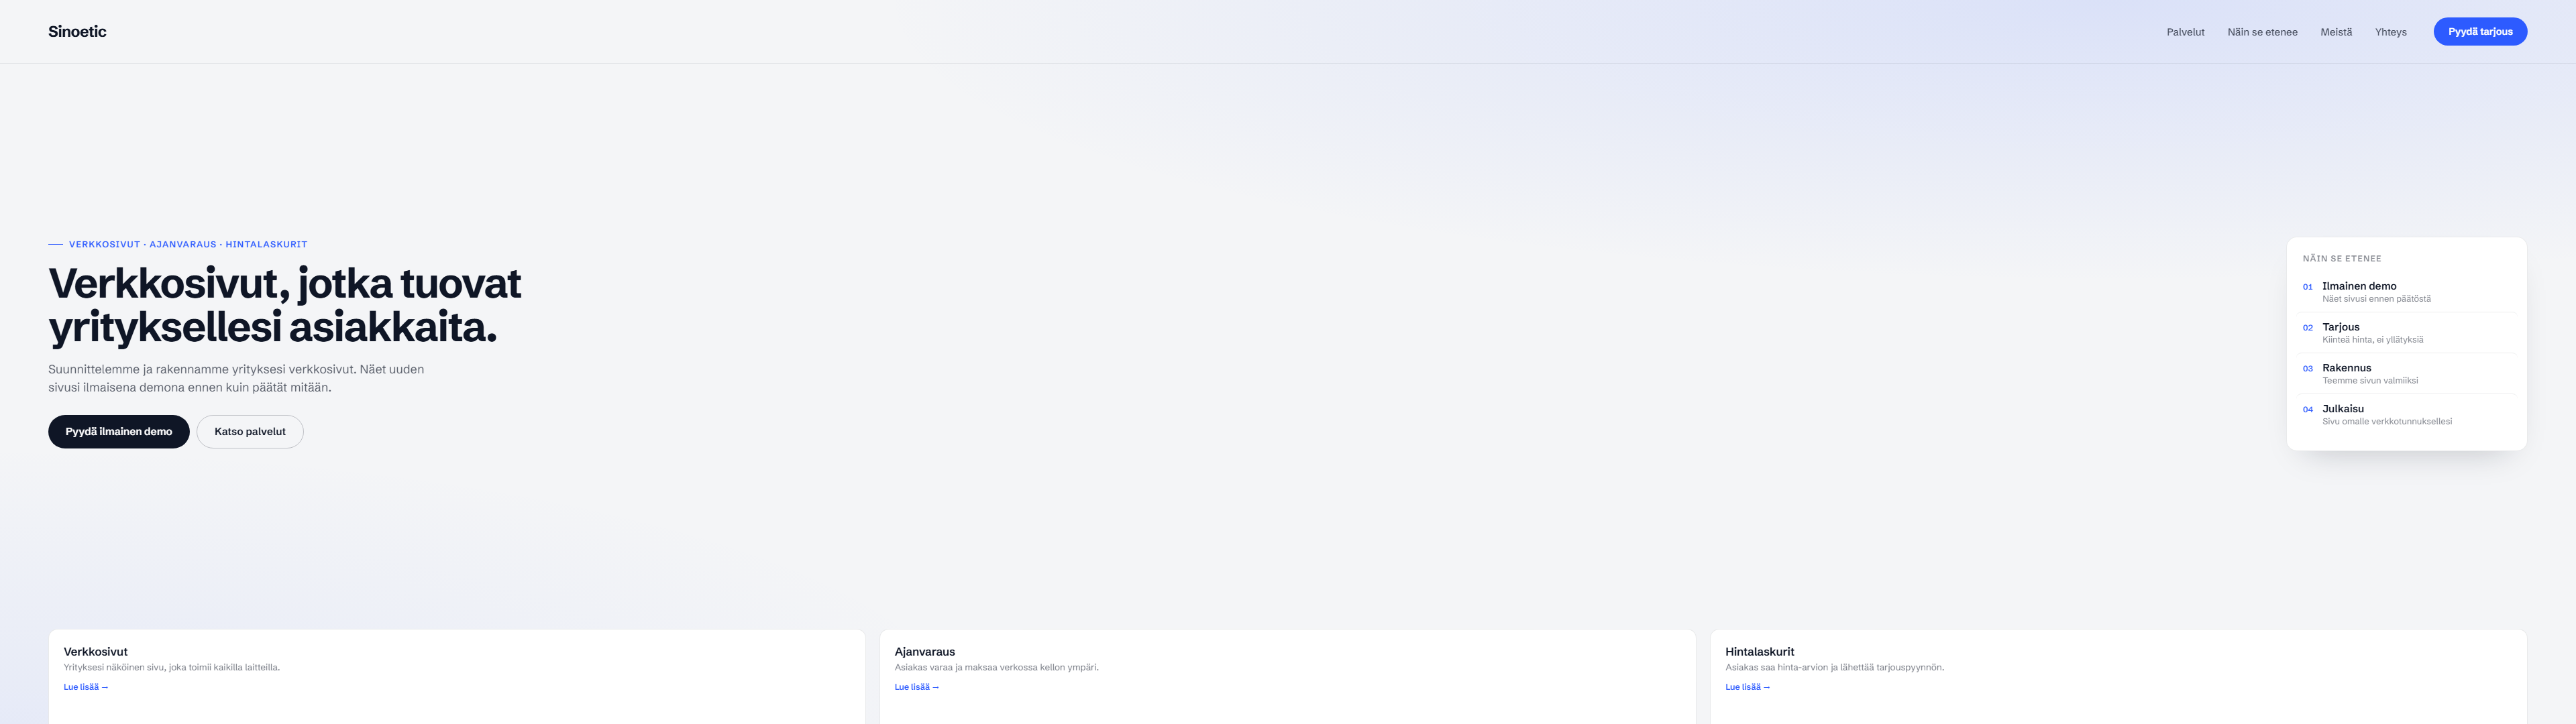 Sinoetic
Palvelut
Näin se etenee
Meistä
Yhteys
Pyydä tarjous
VERKKOSIVUT · AJANVARAUS · HINTALASKURIT
Verkkosivut, jotka tuovat
yrityksellesi asiakkaita.
Suunnittelemme ja rakennamme yrityksesi verkkosivut. Näet uuden
sivusi ilmaisena demona ennen kuin päätät mitään.
Pyydä ilmainen demo
Katso palvelut
NÄIN SE ETENEE
01 Ilmainen demo
Näet sivusi ennen päätöstä
02 Tarjous
Kiinteä hinta, ei yllätyksiä
03 Rakennus
Teemme sivun valmiiksi
04 Julkaisu
Sivu omalle verkkotunnuksellesi
Verkkosivut
Yrityksesi näköinen sivu, joka toimii kaikilla laitteilla.
Lue lisää →
Ajanvaraus
Asiakas varaa ja maksaa verkossa kellon ympäri.
Lue lisää →
Hintalaskurit
Asiakas saa hinta-arvion ja lähettää tarjouspyynnön.
Lue lisää →